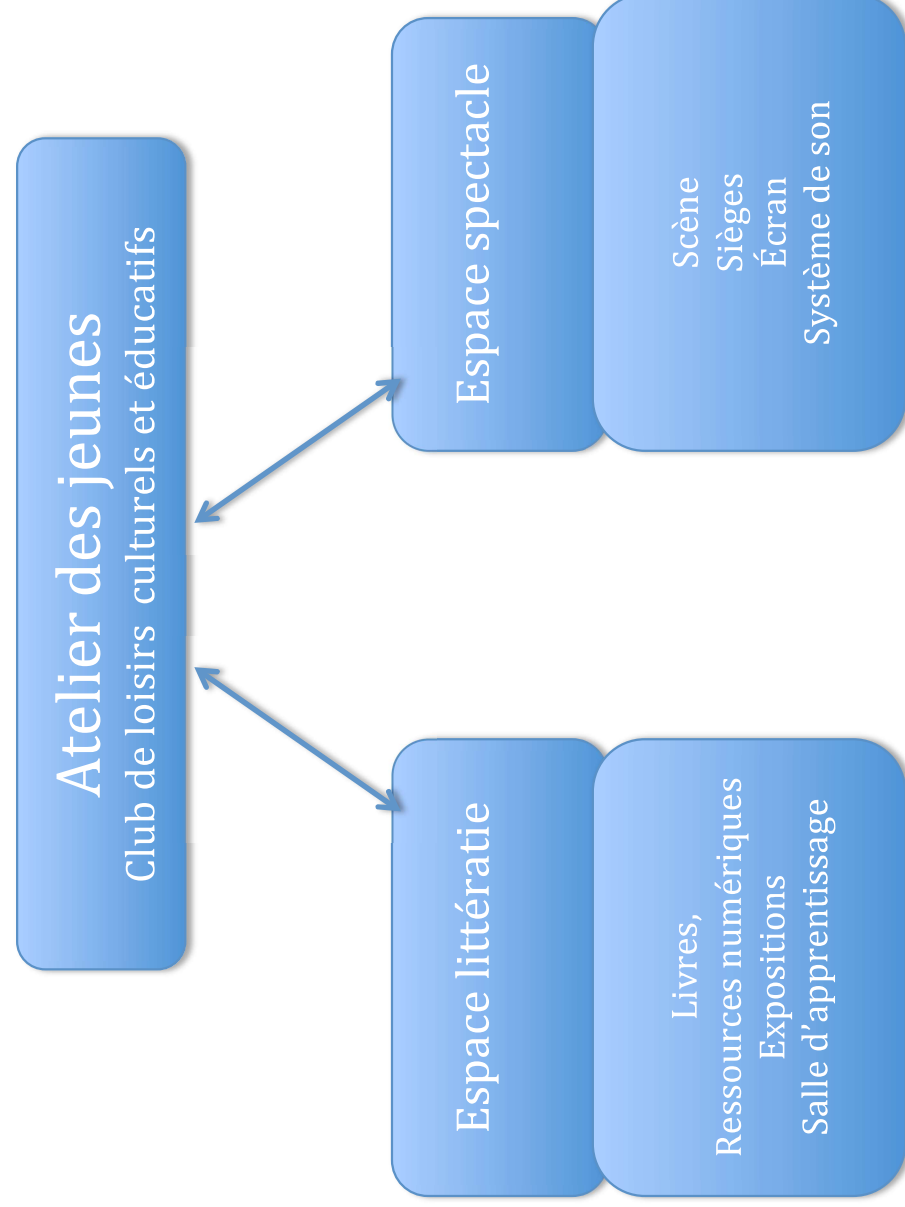 Atelier des jeunes
Club de loisirs culturels et éducatifs
Espace littératie
Livres,
Ressources numériques
Expositions
Salle d’apprentissage
Espace spectacle
Scène
Sièges
Écran
Système de son